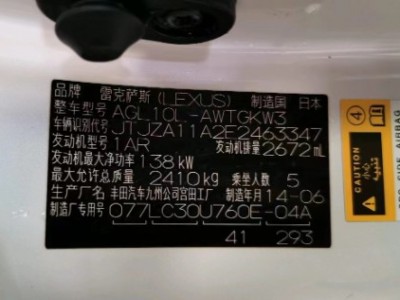 品牌 雷克萨斯(LEXUS) 制造国 日本
整车型号 AGL10L-AWTGKW3
车辆识别代号 JTJZA11A2F2463347
发动机型号 1AR 发动机排量 2672mL
发动机最大净功率 138kW
最大允许总质量 2410kg 乘坐人数 5
生产厂名 丰田汽车九州公司宫田工厂 制造年月 14-06
制造厂专用号 077LC30U760E-04A
41 293
CAUTION
SIDE AIRBAG